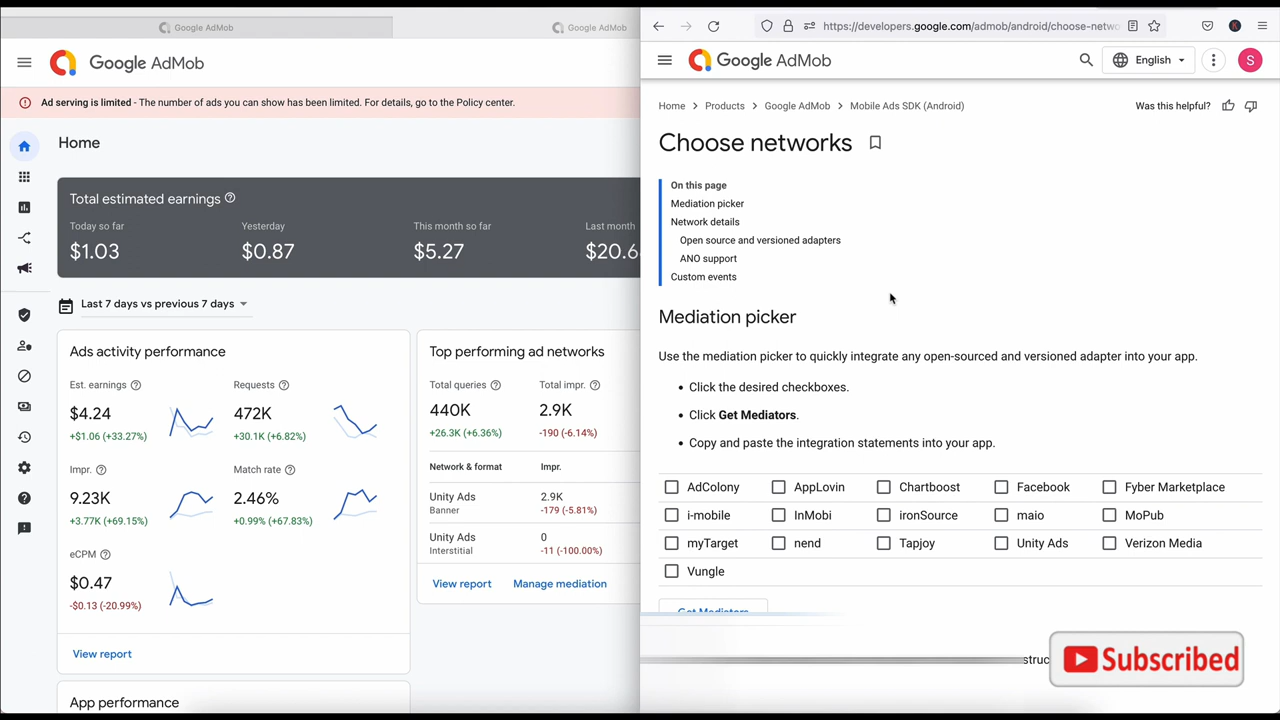 Google AdMob
Google AdMob
Google AdMob
Ad serving is limited - The number of ads you can show has been limited. For details, go to the Policy center.
Home
Total estimated earnings
Today so far
Yesterday
This month so far
Last month
$1.03
$0.87
$5.27
$20.6
Last 7 days vs previous 7 days
Ads activity performance
Est. earnings
Requests
$4.24
472K
+$1.06 (+33.27%)
+30.1K (+6.82%)
Impr.
Match rate
9.23K
2.46%
+3.77K (+69.15%)
+0.99% (+67.83%)
eCPM
$0.47
-$0.13 (-20.99%)
View report
App performance
Top performing ad networks
Total queries
Total impr.
440K
2.9K
+26.3K (+6.36%)
-190 (-6.14%)
Network & format
Impr.
Unity Ads
2.9K
Banner
-179 (-5.81%)
Unity Ads
0
Interstitial
-11 (-100.00%)
View report
Manage mediation
https://developers.google.com/admob/android/choose-netwo
K
Google AdMob
English
S
Home
Products
Google AdMob
Mobile Ads SDK (Android)
Was this helpful?
Choose networks
On this page
Mediation picker
Network details
Open source and versioned adapters
ANO support
Custom events
Mediation picker
Use the mediation picker to quickly integrate any open-sourced and versioned adapter into your app.
• Click the desired checkboxes.
• Click Get Mediators.
• Copy and paste the integration statements into your app.
AdColony
AppLovin
Chartboost
Facebook
Fyber Marketplace
i-mobile
InMobi
ironSource
maio
MoPub
myTarget
nend
Tapjoy
Unity Ads
Verizon Media
Vungle
Get Mediators
struc
Subscribed